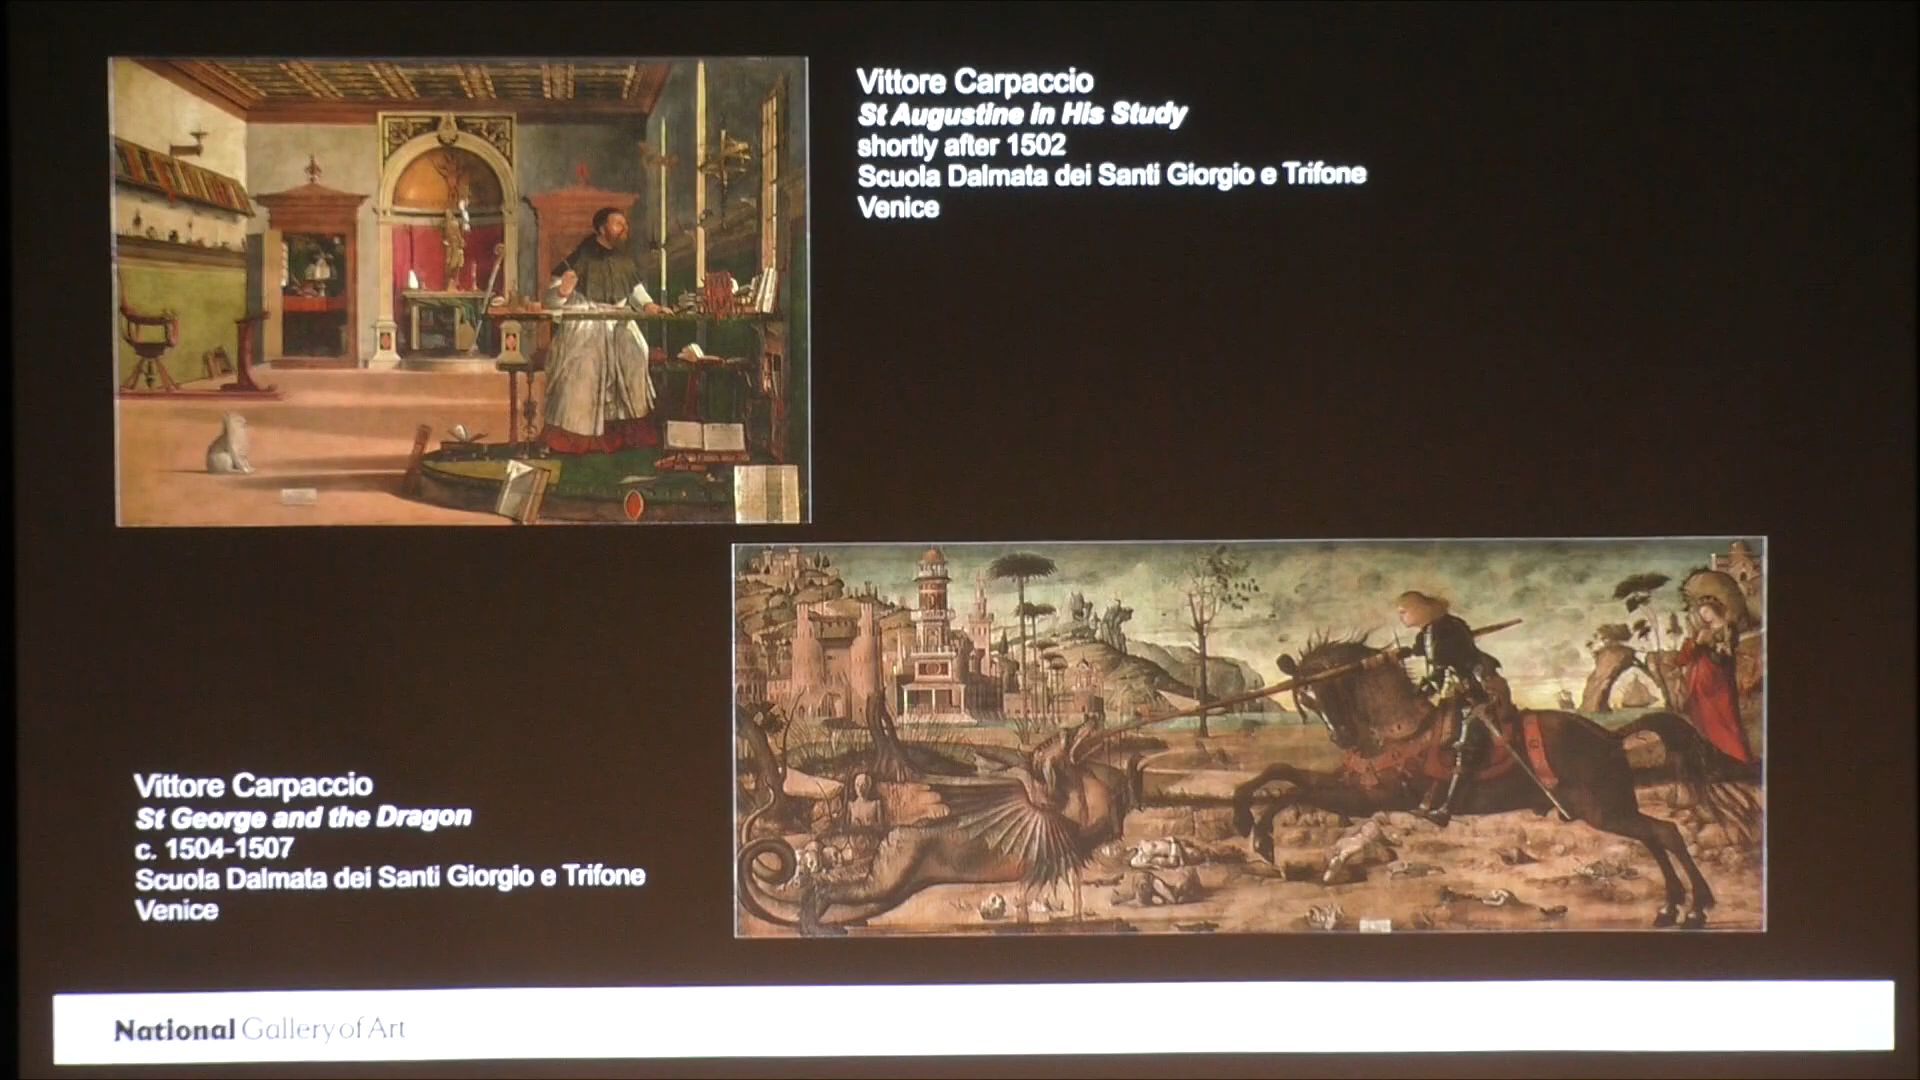 Vittore Carpaccio
St Augustine in His Study
shortly after 1502
Scuola Dalmata dei Santi Giorgio e Trifone
Venice
Vittore Carpaccio
St George and the Dragon
c. 1504-1507
Scuola Dalmata dei Santi Giorgio e Trifone
Venice
National Gallery of Art